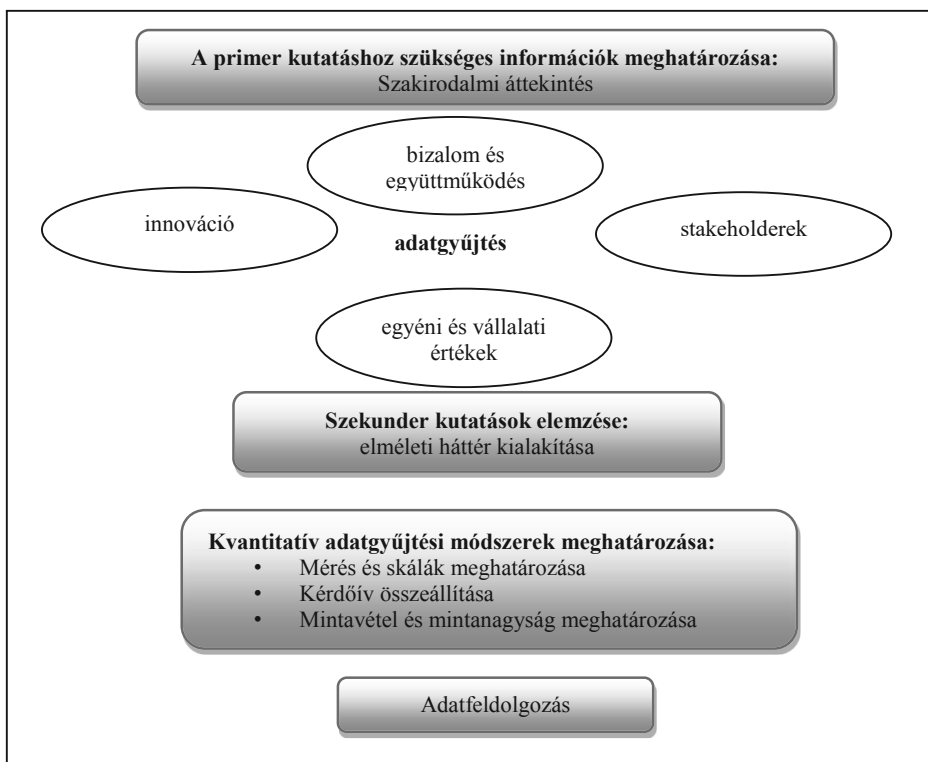 A primer kutatáshoz szükséges információk meghatározása:
Szakirodalmi áttekintés
bizalom és
együttműködés
innováció
stakeholderek
adatgyűjtés
egyéni és vállalati
értékek
Szekunder kutatások elemzése:
elméleti háttér kialakítása
Kvantitatív adatgyűjtési módszerek meghatározása:
• Mérés és skálák meghatározása
• Kérdőív összeállítása
• Mintavétel és mintanagyság meghatározása
Adatfeldolgozás